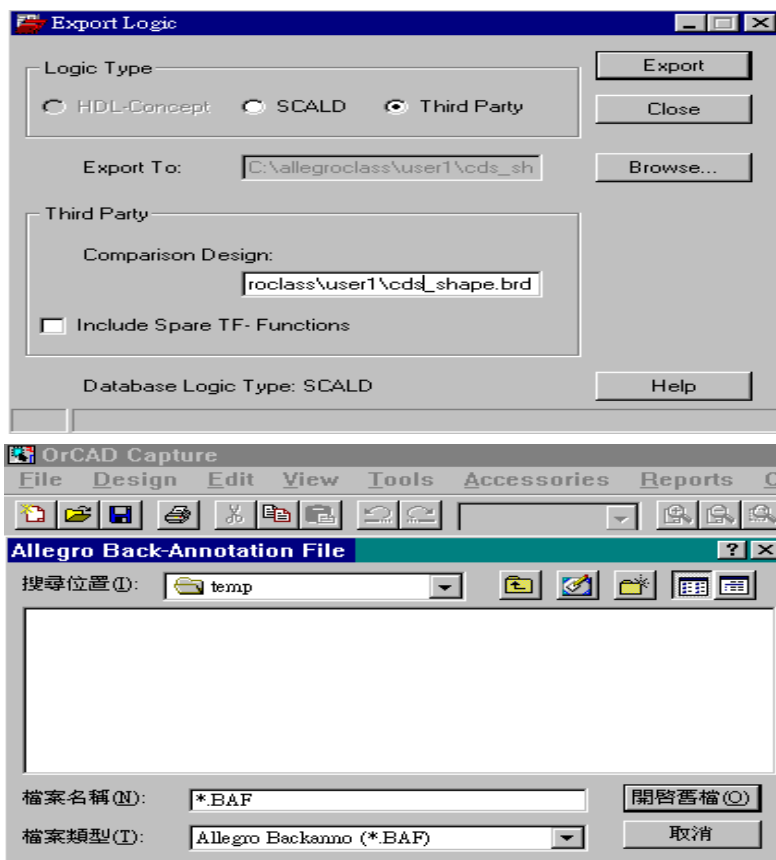 Export Logic
Logic Type
HDL-Concept SCALD Third Party
Export
Close
Export To: C:\allegroclass\user1\cds_sh
Browse...
Third Party
Comparison Design:
roclass\user1\cds_shape.brd
Include Spare TF- Functions
Database Logic Type: SCALD
Help
OrCAD Capture
File Design Edit View Tools Accessories Reports
Allegro Back-Annotation File
搜尋位置(I): temp
檔案名稱(N): *.BAF
開啓舊檔(O)
檔案類型(T): Allegro Backanno (*.BAF)
取消